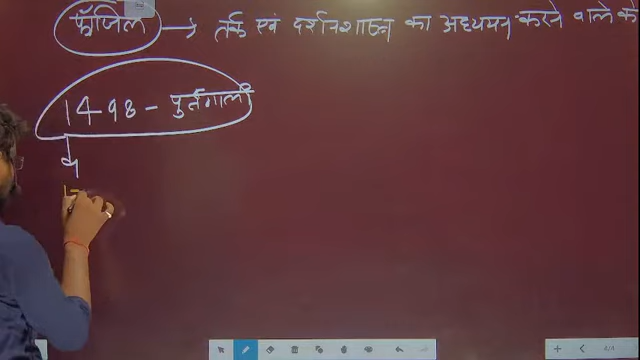 फाजिल → तर्क एवं दर्शनशास्त्र का अध्ययन करने वाले
1498 - पुर्तगाली